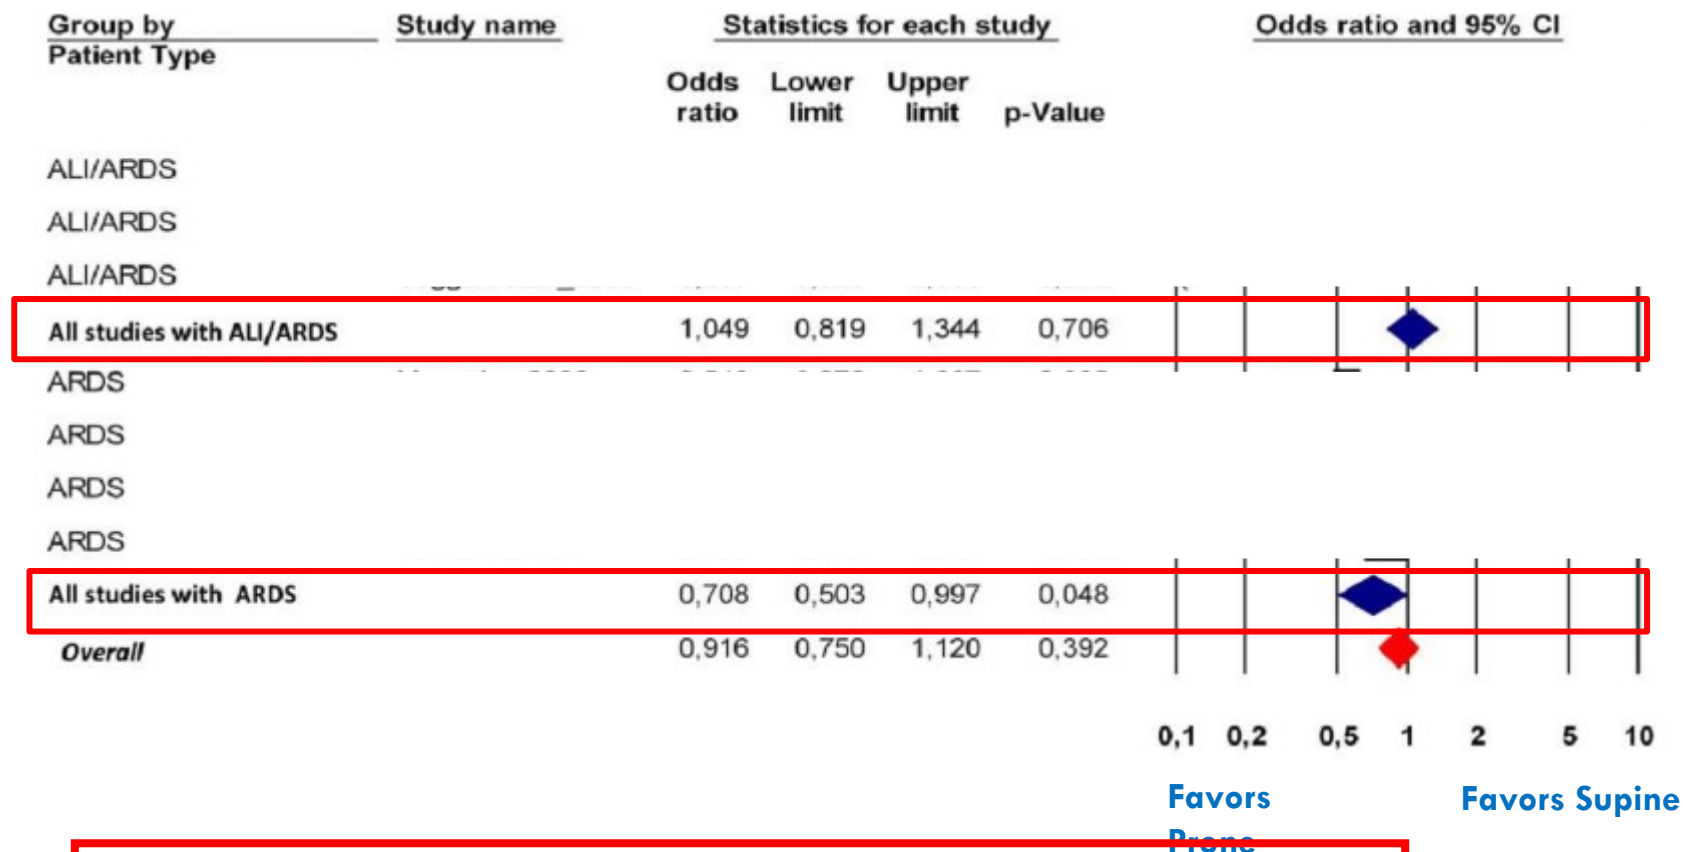 Group by Study name Statistics for each study Odds ratio and 95% CI
Patient Type
Odds Lower Upper
ratio limit limit p-Value
ALI/ARDS
ALI/ARDS
ALI/ARDS
All studies with ALI/ARDS 1,049 0,819 1,344 0,706
ARDS
ARDS
ARDS
ARDS
All studies with ARDS 0,708 0,503 0,997 0,048
Overall 0,916 0,750 1,120 0,392
0,1 0,2 0,5 1 2 5 10
Favors Favors Supine
Prone